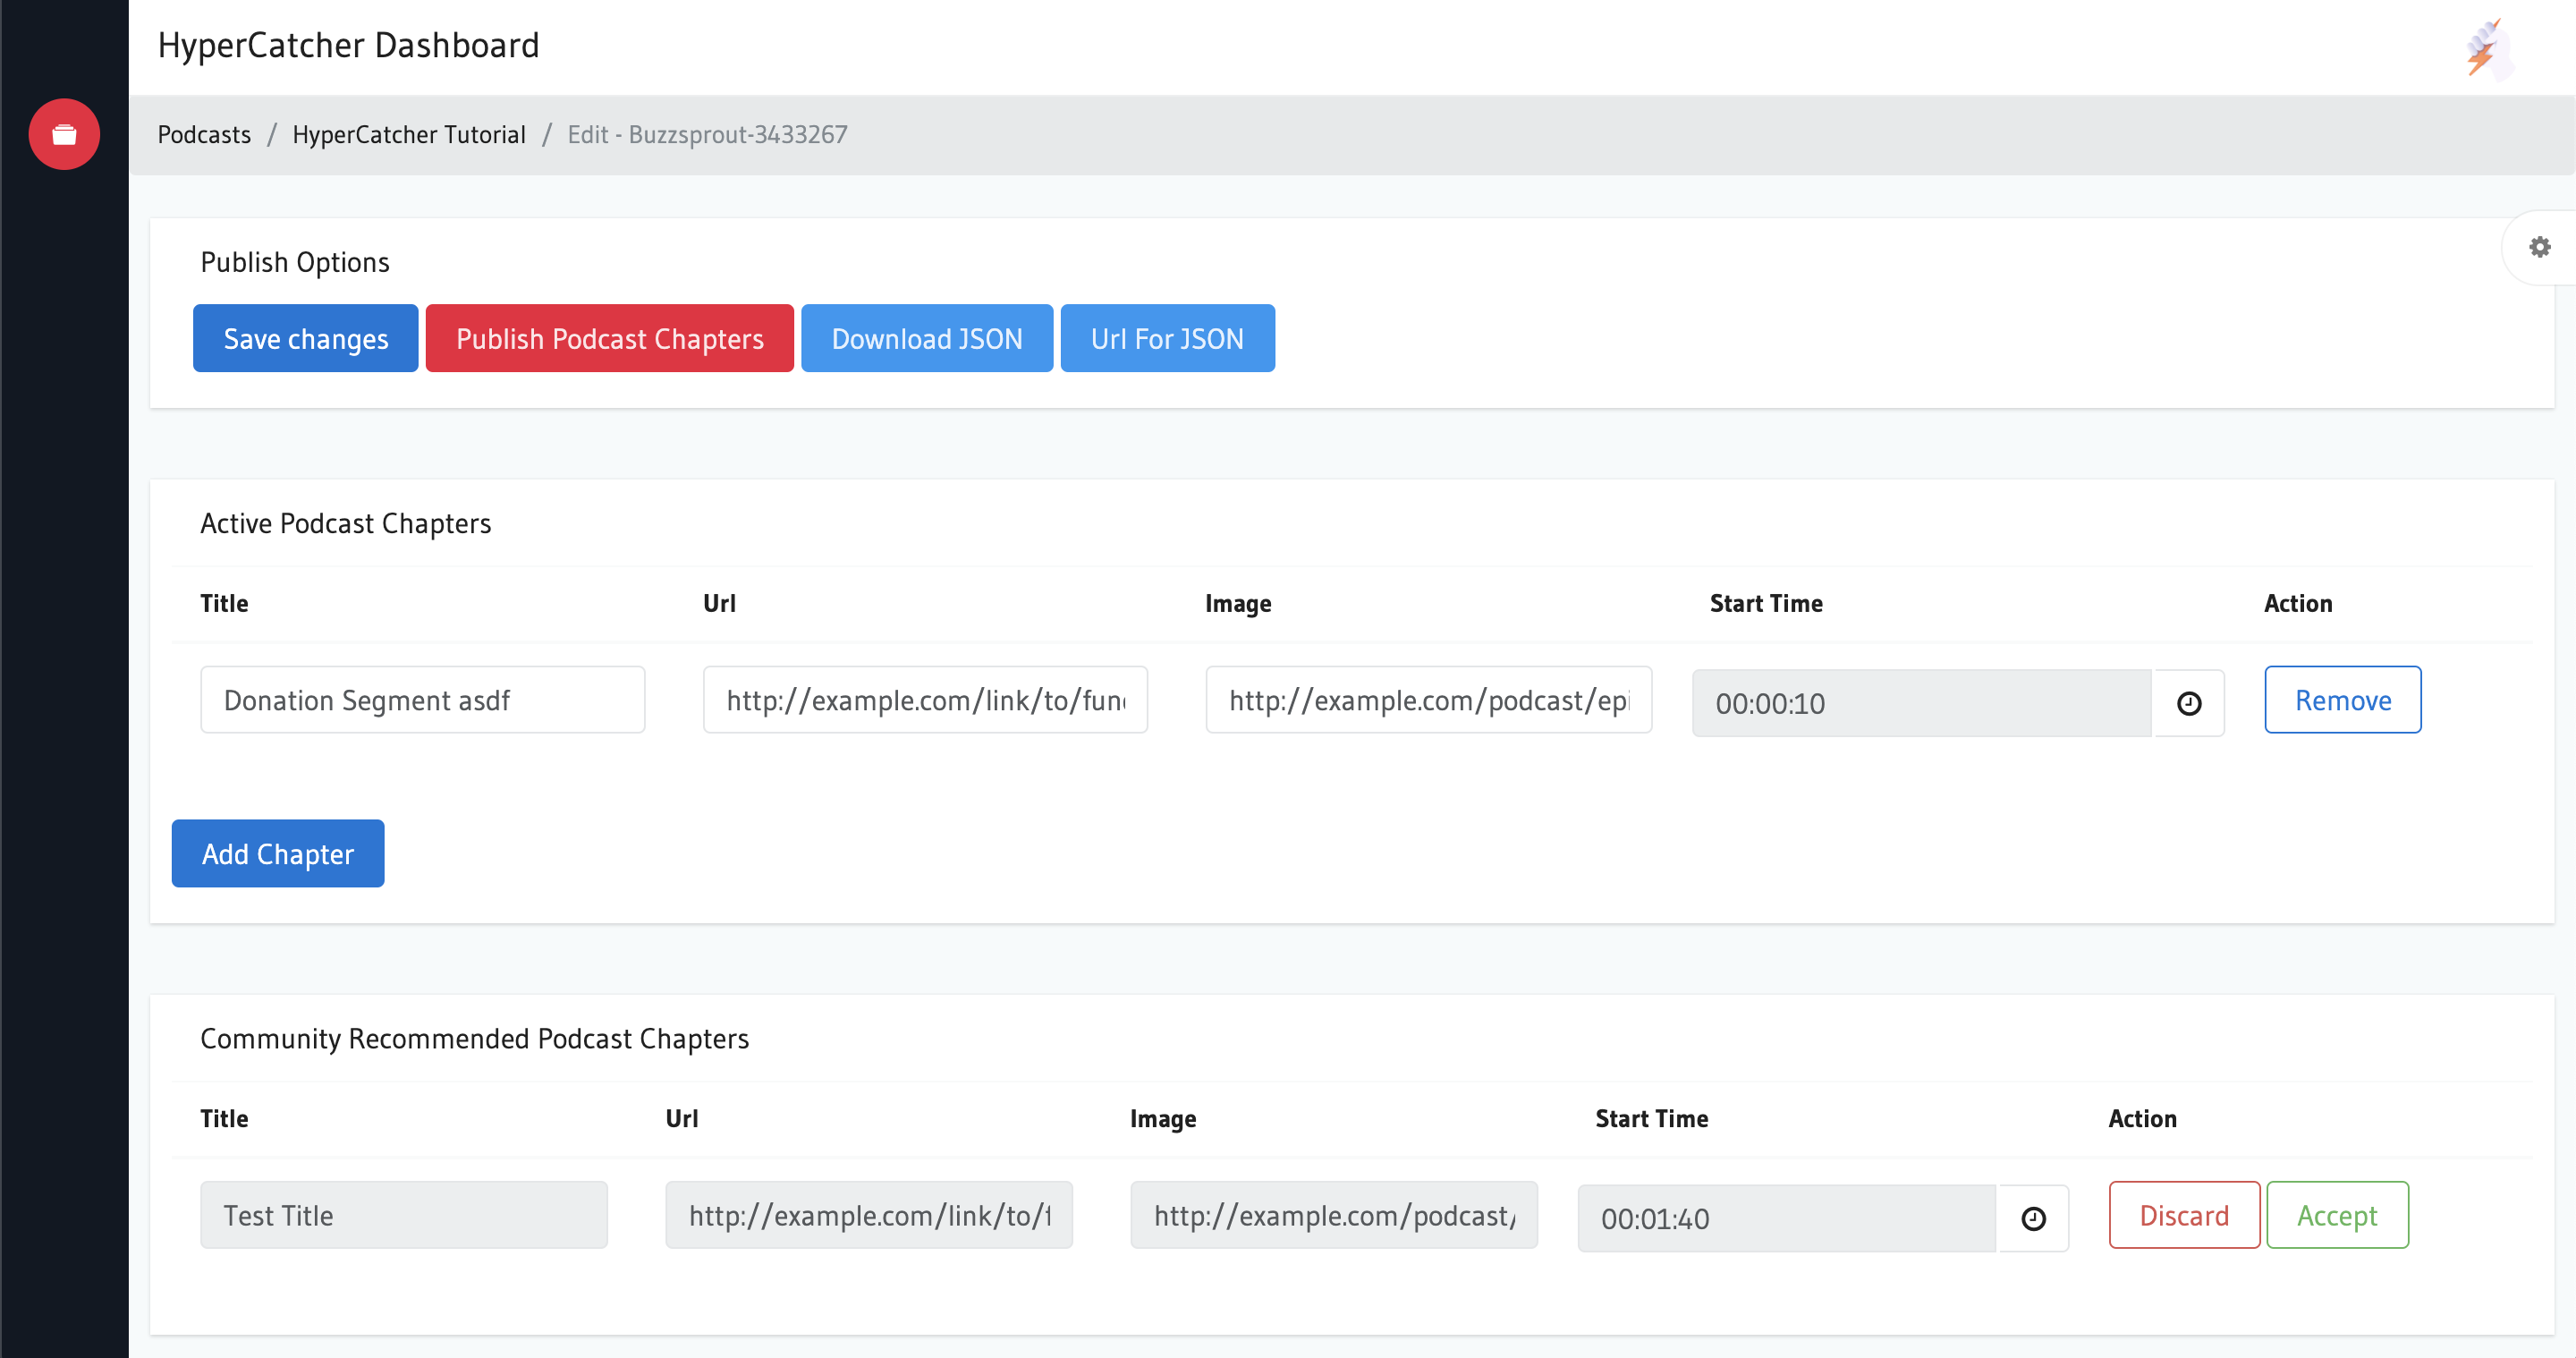 HyperCatcher Dashboard
Podcasts / HyperCatcher Tutorial / Edit - Buzzsprout-3433267
Publish Options
Save changes Publish Podcast Chapters Download JSON Url For JSON
Active Podcast Chapters
Title Url Image Start Time Action
Donation Segment asdf http://example.com/link/to/fun http://example.com/podcast/epi 00:00:10 Remove
Add Chapter
Community Recommended Podcast Chapters
Title Url Image Start Time Action
Test Title http://example.com/link/to/ http://example.com/podcast/ 00:01:40 Discard Accept